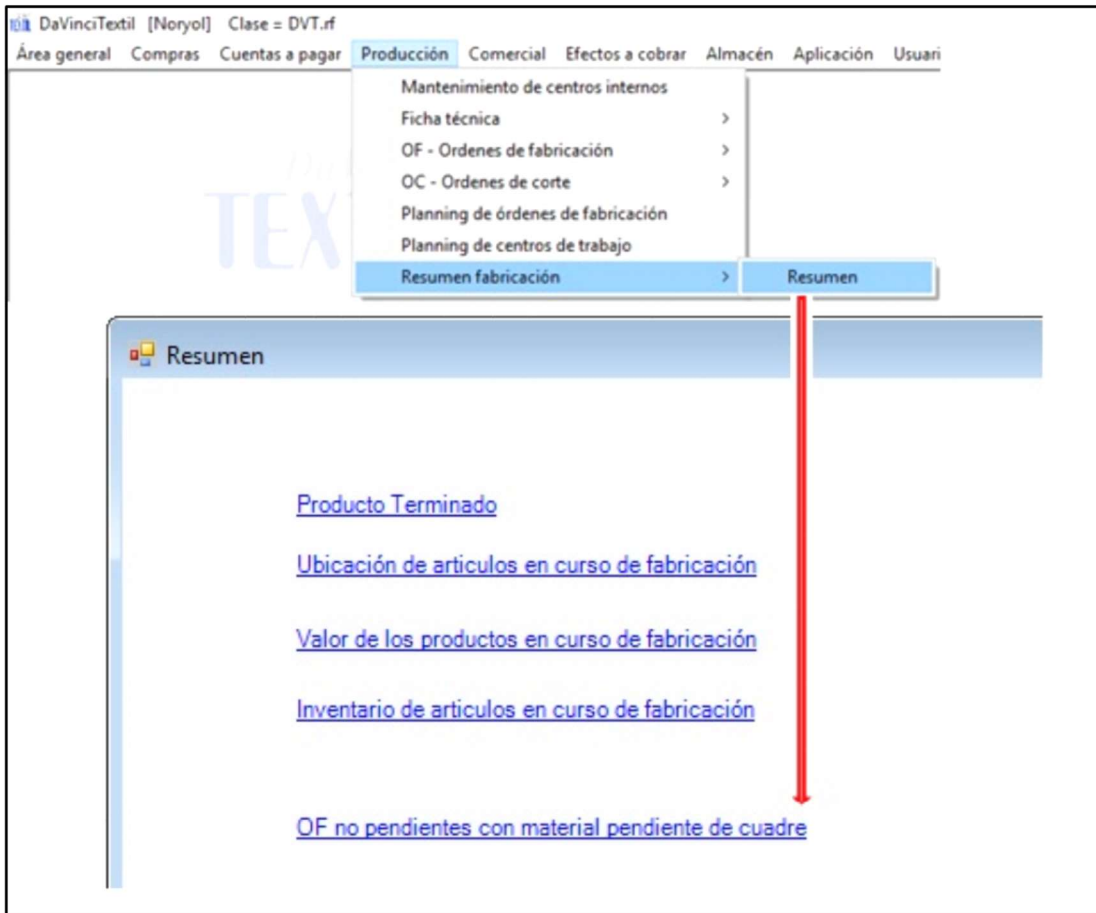 DaVinciTextil [Noryol] Clase = DVT.rf
Área general Compras Cuentas a pagar Producción Comercial Efectos a cobrar Almacén Aplicación Usuari
Mantenimiento de centros internos
Ficha técnica >
OF - Ordenes de fabricación >
OC - Ordenes de corte >
Planning de órdenes de fabricación
Planning de centros de trabajo
Resumen fabricación > Resumen
TEXT
Resumen
Producto Terminado
Ubicación de articulos en curso de fabricación
Valor de los productos en curso de fabricación
Inventario de articulos en curso de fabricación
OF no pendientes con material pendiente de cuadre